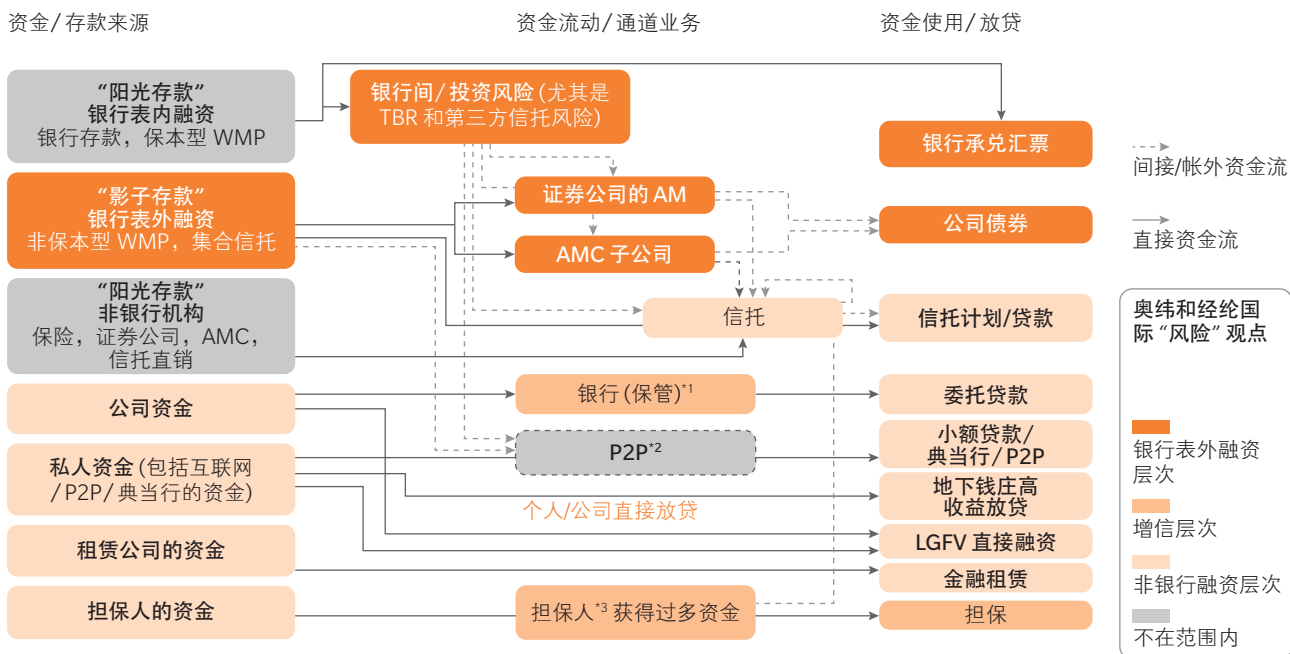 资金/存款来源
资金流动/通道业务
资金使用/放贷
“阳光存款”
银行表内融资
银行存款，保本型 WMP
“影子存款”
银行表外融资
非保本型 WMP，集合信托
“阳光存款”
非银行机构
保险，证券公司，AMC，
信托直销
公司资金
私人资金 (包括互联网
/P2P/典当行的资金)
租赁公司的资金
担保人的资金
银行间/投资风险 (尤其是
TBR 和第三方信托风险)
证券公司的 AM
AMC 子公司
信托
银行 (保管)*1
P2P*2
个人/公司直接放贷
担保人*3 获得过多资金
银行承兑汇票
公司债券
信托计划/贷款
委托贷款
小额贷款/
典当行/P2P
地下钱庄高
收益放贷
LGFV 直接融资
金融租赁
担保
间接/帐外资金流
直接资金流
奥纬和经纶国
际 “风险” 观点
银行表外融资
层次
增信层次
非银行融资层次
不在范围内